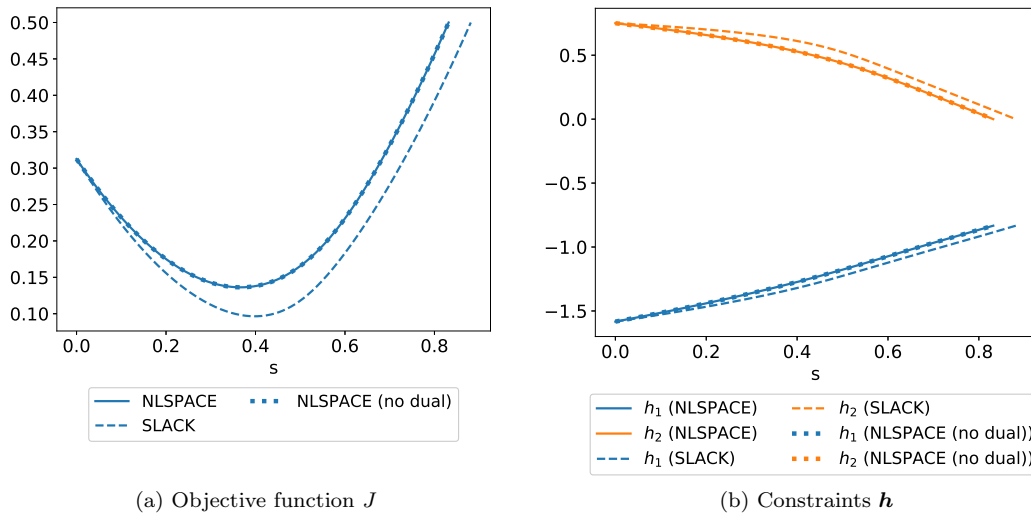 0.50
0.45
0.40
0.35
0.30
0.25
0.20
0.15
0.10
0.0 0.2 0.4 0.6 0.8
s
NLSPACE NLSPACE (no dual)
SLACK
(a) Objective function J
0.5
0.0
−0.5
−1.0
−1.5
0.0 0.2 0.4 0.6 0.8
s
h₁ (NLSPACE) h₂ (SLACK)
h₂ (NLSPACE) h₁ (NLSPACE (no dual))
h₁ (SLACK) h₂ (NLSPACE (no dual))
(b) Constraints h